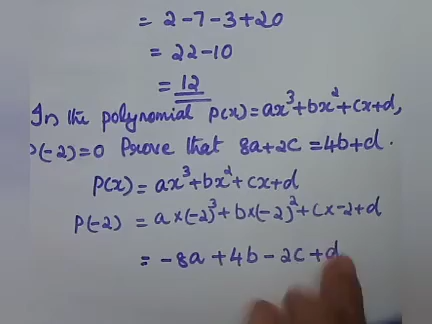 = 2-7-3+20
= 22-10
= 12
In the polynomial P(x)=ax³+bx²+cx+d,
P(-2)=0 Prove that 8a+2c=4b+d.
P(x)=ax³+bx²+cx+d
P(-2) = a×(-2)³+b×(-2)²+c×-2+d
= -8a+4b-2c+d